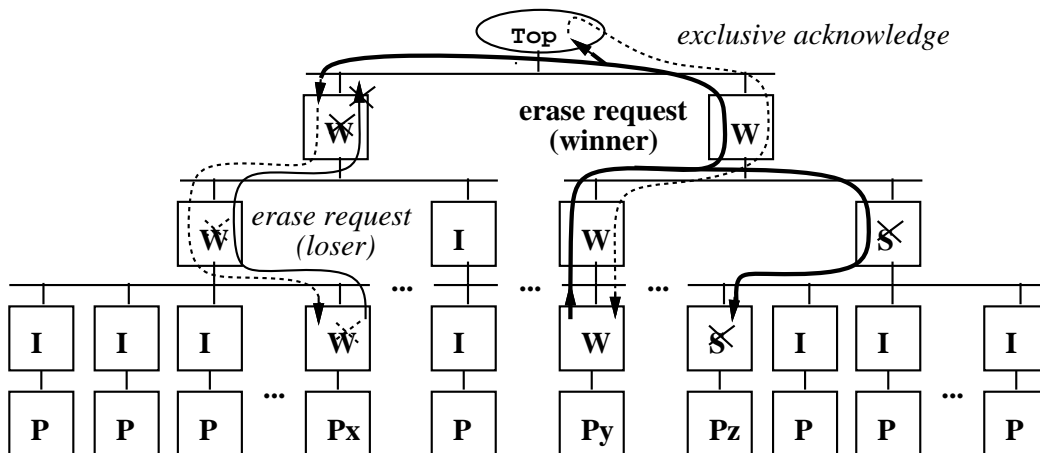 Top
exclusive acknowledge
erase request
(winner)
W
W
erase request
(loser)
W
I
W
S
...
...
...
I
I
I
W
I
W
S
I
I
I
...
...
P
P
P
Px
P
Py
Pz
P
P
P